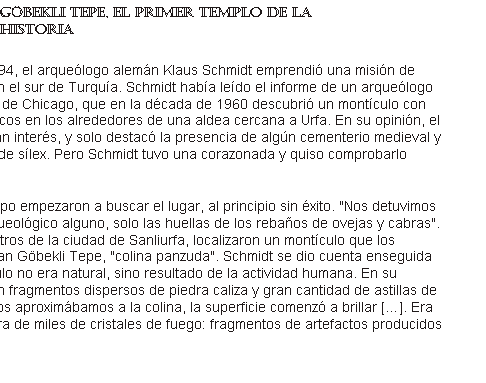 GÖBEKLI TEPE, EL PRIMER TEMPLO DE LA
HISTORIA
94, el arqueólogo alemán Klaus Schmidt emprendió una misión de
el sur de Turquía. Schmidt había leído el informe de un arqueólogo
de Chicago, que en la década de 1960 descubrió un montículo con
cos en los alrededores de una aldea cercana a Urfa. En su opinión, el
an interés, y solo destacó la presencia de algún cementerio medieval y
de sílex. Pero Schmidt tuvo una corazonada y quiso comprobarlo
po empezaron a buscar el lugar, al principio sin éxito. "Nos detuvimos
ueológico alguno, solo las huellas de los rebaños de ovejas y cabras".
tros de la ciudad de Sanliurfa, localizaron un montículo que los
an Göbekli Tepe, "colina panzuda". Schmidt se dio cuenta enseguida
ulo no era natural, sino resultado de la actividad humana. En su
n fragmentos dispersos de piedra caliza y gran cantidad de astillas de
os aproximábamos a la colina, la superficie comenzó a brillar [...]. Era
ra de miles de cristales de fuego: fragmentos de artefactos producidos